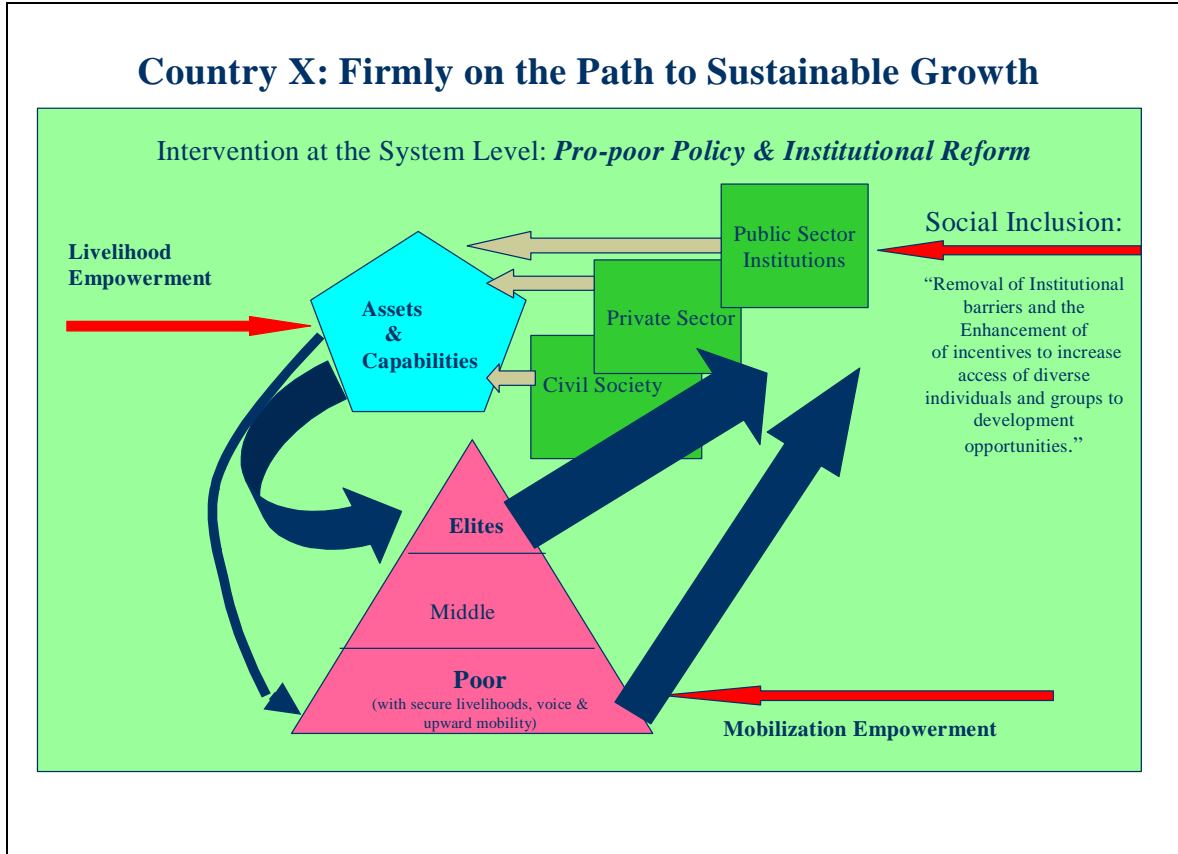 Country X: Firmly on the Path to Sustainable Growth
Intervention at the System Level: Pro-poor Policy & Institutional Reform
Livelihood
Empowerment
Assets
&
Capabilities
Public Sector
Institutions
Private Sector
Civil Society
Social Inclusion:
“Removal of Institutional
barriers and the
Enhancement of
of incentives to increase
access of diverse
individuals and groups to
development
opportunities.”
Elites
Middle
Poor
(with secure livelihoods, voice &
upward mobility)
Mobilization Empowerment